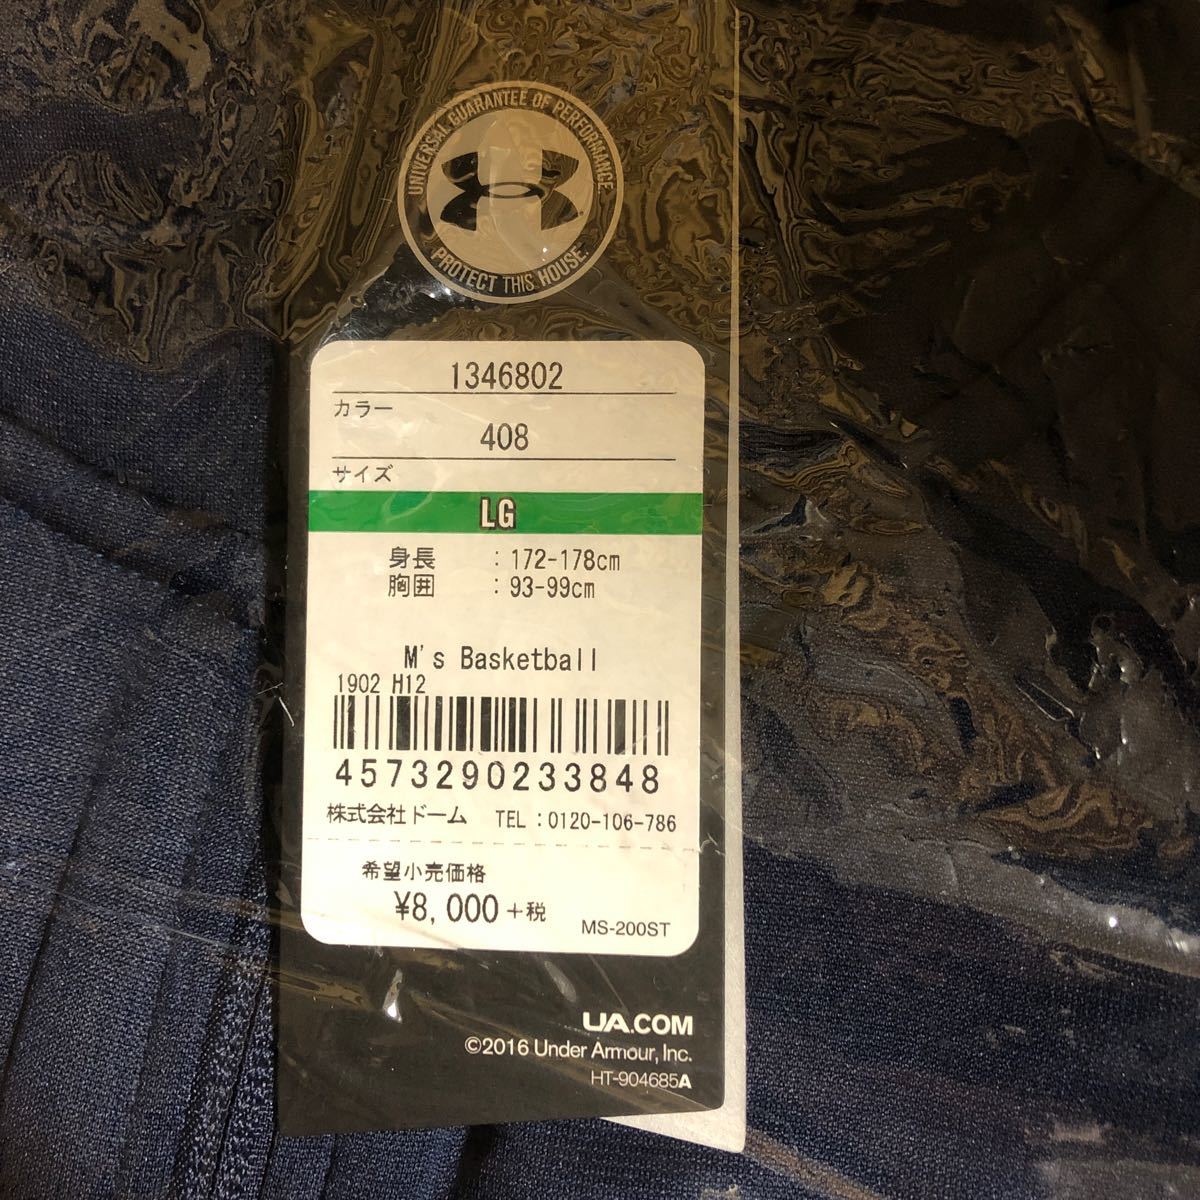 UNIVERSAL GUARANTEE OF PERFORMANCE.
PROTECT THIS HOUSE.
1346802
カラー
408
サイズ
LG
身長 : 172-178cm
胸囲 : 93-99cm
M's Basketball
1902 H12
4573290233848
株式会社ドーム TEL:0120-106-786
希望小売価格
¥8,000 +税
MS-200ST
UA.COM
©2016 Under Armour, Inc.
HT-904685A